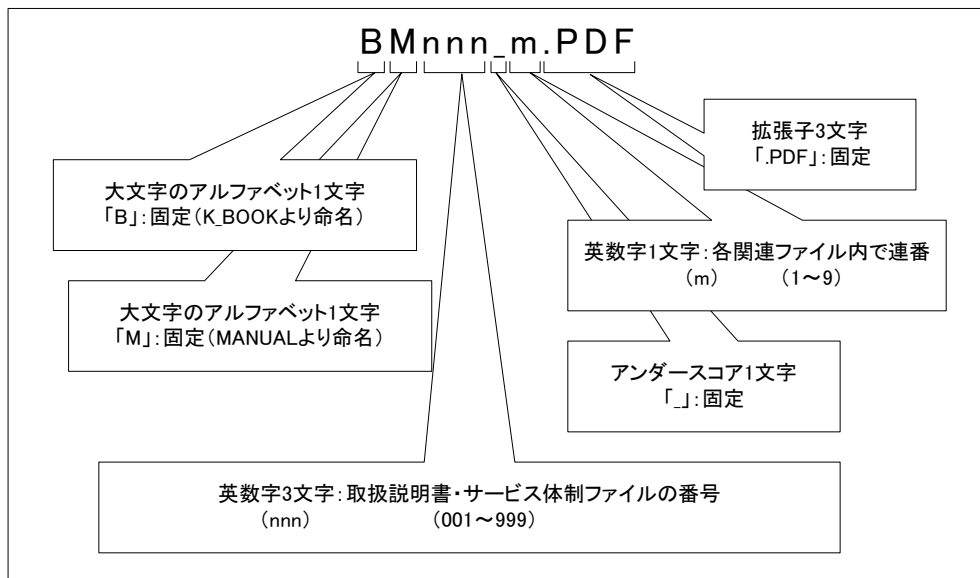 BMnnn_m.PDF
拡張子3文字
「.PDF」:固定
大文字のアルファベット1文字
「B」:固定(K_BOOKより命名)
英数字1文字:各関連ファイル内で連番
(m) (1~9)
大文字のアルファベット1文字
「M」:固定(MANUALより命名)
アンダースコア1文字
「_」:固定
英数字3文字:取扱説明書・サービス体制ファイルの番号
(nnn) (001~999)